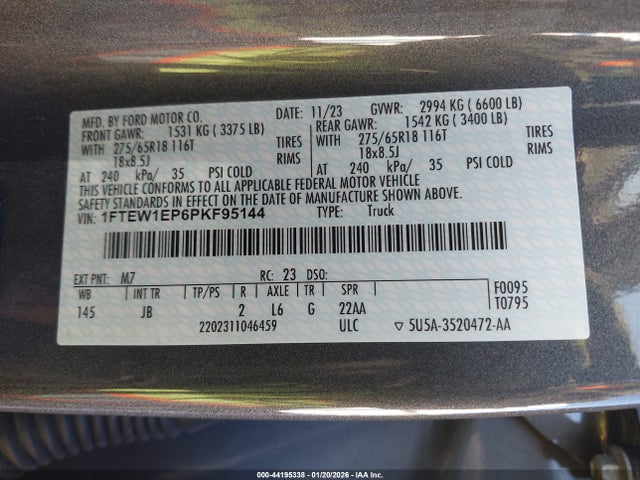 MFD. BY FORD MOTOR CO.
DATE: 11/23 GVWR: 2994 KG ( 6600 LB)
FRONT GAWR: 1531 KG ( 3375 LB)
WITH 275/65R18 116T TIRES
18x8.5J RIMS
AT 240 kPa/ 35 PSI COLD
REAR GAWR: 1542 KG ( 3400 LB)
WITH 275/65R18 116T TIRES
18x8.5J RIMS
AT 240 kPa/ 35 PSI COLD
THIS VEHICLE CONFORMS TO ALL APPLICABLE FEDERAL MOTOR VEHICLE
SAFETY STANDARDS IN EFFECT ON THE DATE OF MANUFACTURE SHOWN ABOVE.
VIN: 1FTEW1EP6PKF95144 TYPE: Truck
EXT PNT: M7 RC: 23 DSO:
WB INT TR TP/PS R AXLE TR SPR
145 JB 2 L6 G 22AA
F0095
T0795
2202311046459 ULC 5U5A-3520472-AA
000-44195338 - 01/20/2026 - IAA Inc.